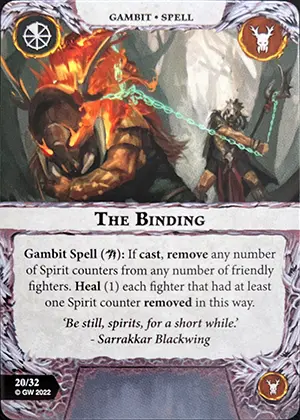 GAMBIT • SPELL
THE BINDING
Gambit Spell (): If cast, remove any number
of Spirit counters from any number of friendly
fighters. Heal (1) each fighter that had at least
one Spirit counter removed in this way.
'Be still, spirits, for a short while.'
- Sarrakkar Blackwing
20/32
© GW 2022